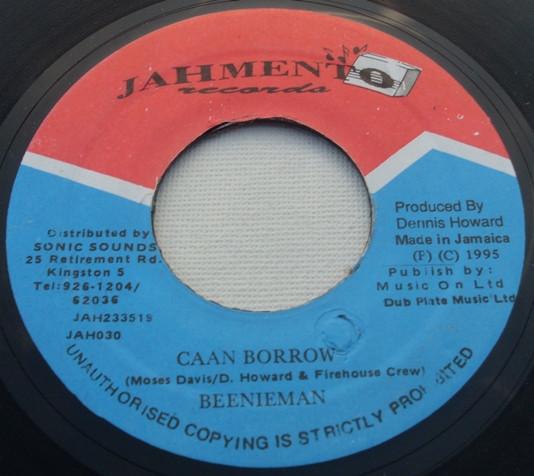 JAHMENTO
records
Distributed by
SONIC SOUNDS
25 Retirement Rd.
Kingston 5
Tel:926-1204/
62036
JAH233519
JAH030
Produced By
Dennis Howard
Made in Jamaica
(F) (C) 1995
Publish by:
Music On Ltd
Dub Plate Music Ltd
CAAN BORROW
(Moses Davis/D. Howard & Firehouse Crew)
BEENIEMAN
UNAUTHORISED COPYING IS STRICTLY PROHIBITED